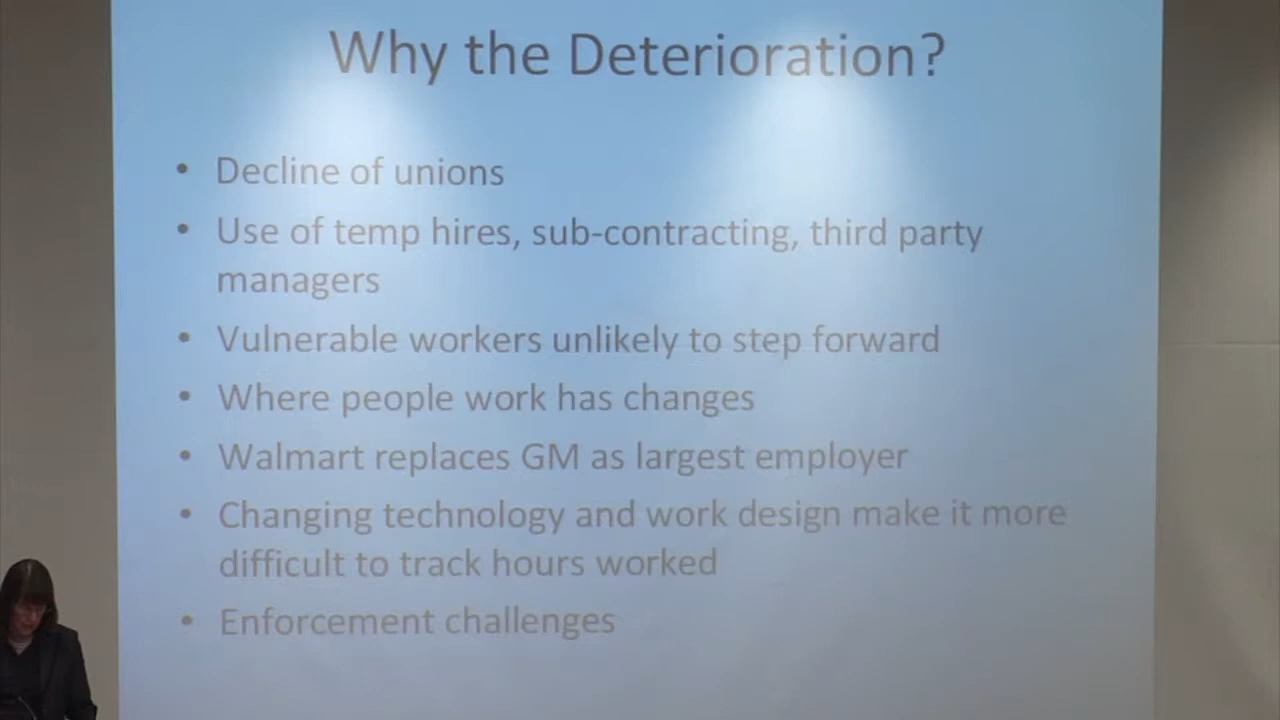 Why the Deterioration?
• Decline of unions
• Use of temp hires, sub-contracting, third party
managers
• Vulnerable workers unlikely to step forward
• Where people work has changes
• Walmart replaces GM as largest employer
• Changing technology and work design make it more
difficult to track hours worked
• Enforcement challenges